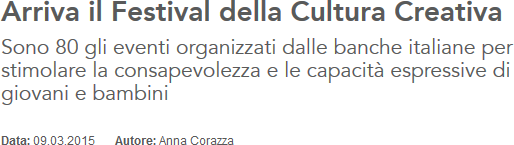 Arriva il Festival della Cultura Creativa
Sono 80 gli eventi organizzati dalle banche italiane per
stimolare la consapevolezza e le capacità espressive di
giovani e bambini
Data: 09.03.2015 Autore: Anna Corazza